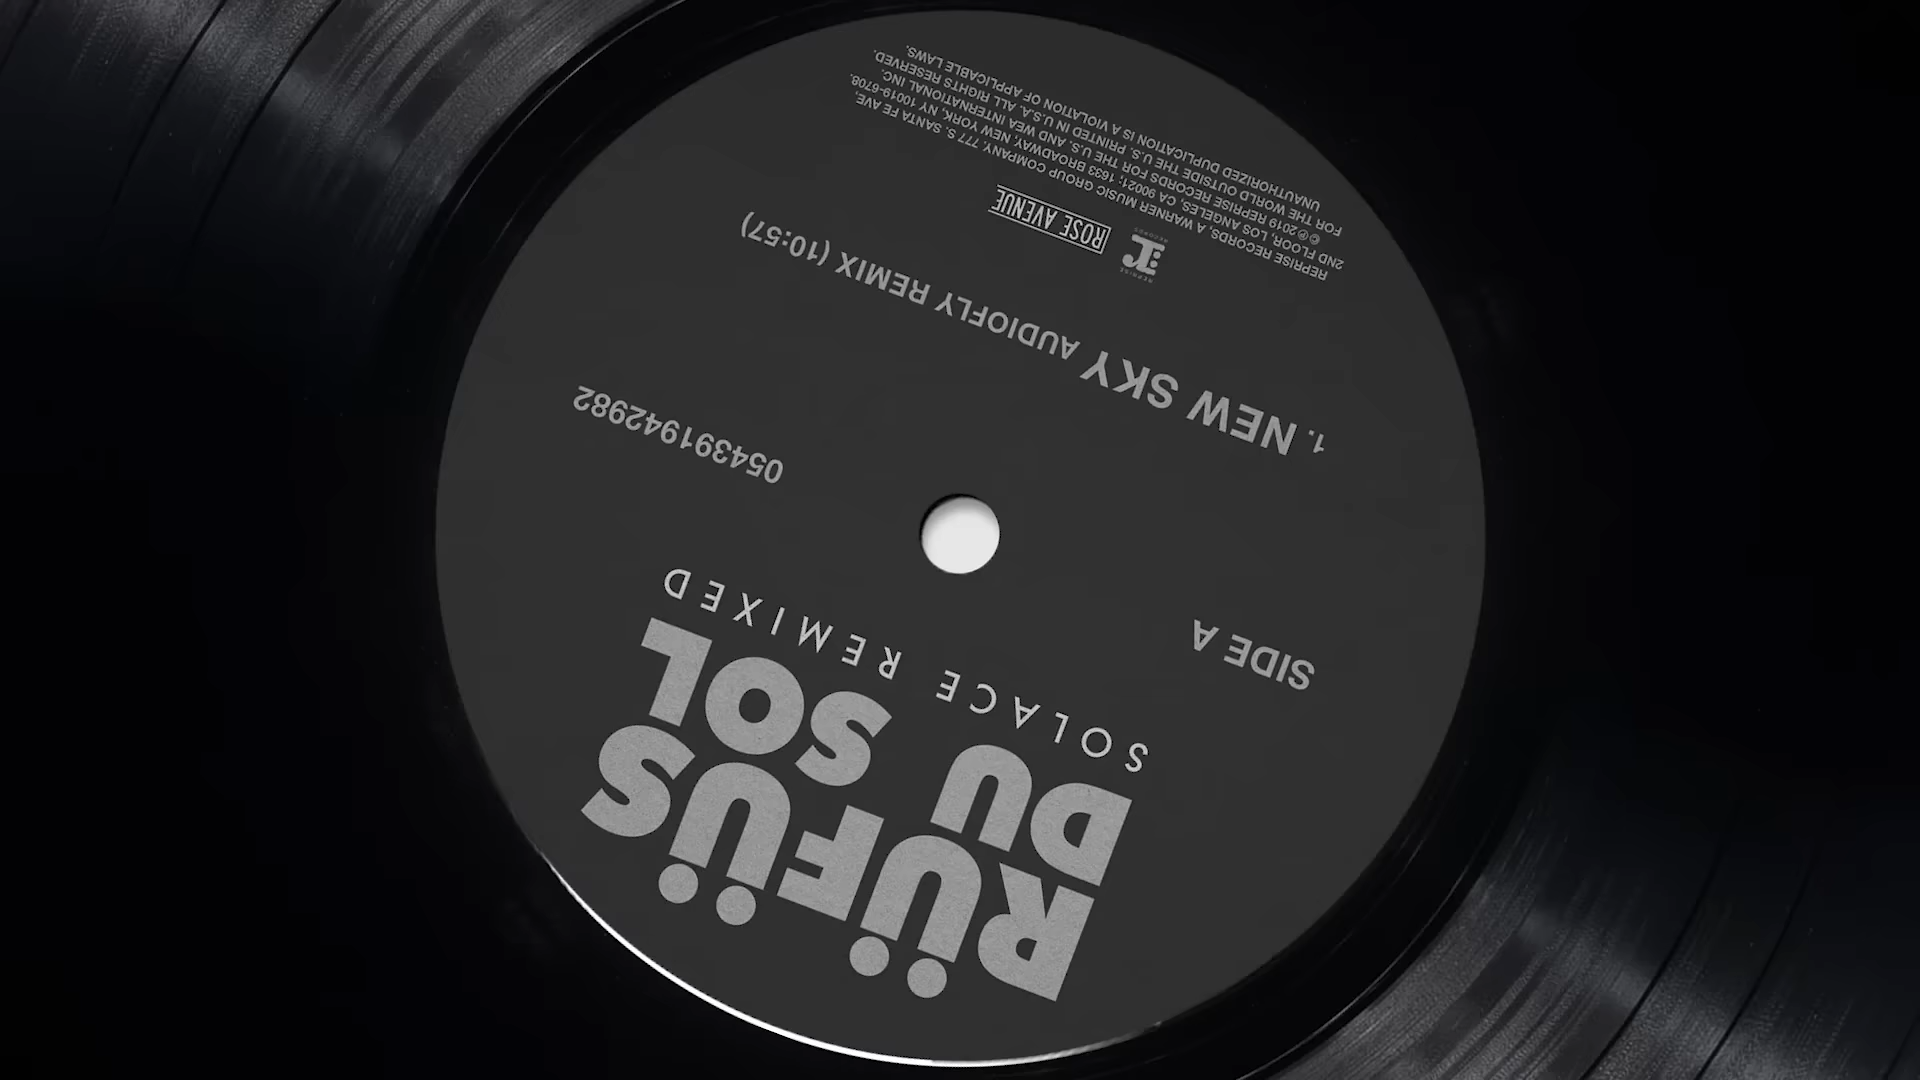 RÜFÜS
DU SOL
SOLACE REMIXED
SIDE A
054391942982
1. NEW SKY AUDIOFLY REMIX (10:57)
REPRISE
RECORDS
ROSE AVENUE
REPRISE RECORDS, A WARNER MUSIC GROUP COMPANY, 777 S. SANTA FE AVE,
2ND FLOOR, LOS ANGELES, CA 90021; 1633 BROADWAY, NEW YORK, NY 10019-6708.
©℗ 2019 REPRISE RECORDS FOR THE U.S. AND WEA INTERNATIONAL INC.
FOR THE WORLD OUTSIDE THE U.S. PRINTED IN U.S.A. ALL RIGHTS RESERVED.
UNAUTHORIZED DUPLICATION IS A VIOLATION OF APPLICABLE LAWS.